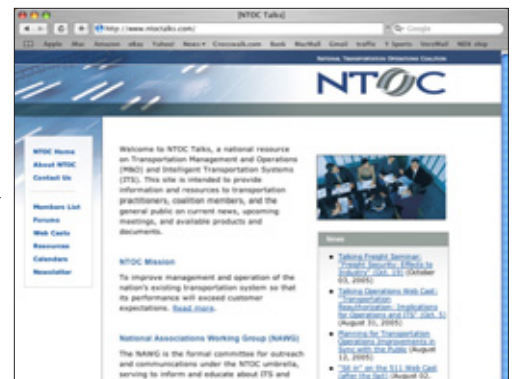 [NTOC Talks]
http://www.ntoctalks.com/
Google
Apple Mac Amazon eBay Yahoo! News Crosswalk.com Bank MacMall Gmail traffic Y Sports IntelMail
NATIONAL TRANSPORTATION OPERATIONS COALITION
NTOC
NTOC Home
About NTOC
Contact Us
Members List
Forums
Web Casts
Resources
Calendars
Newsletter
Welcome to NTOC Talks, a national resource
on Transportation Management and Operations
(M&O) and Intelligent Transportation Systems
(ITS). This site is intended to provide
information and resources to transportation
practitioners, coalition members, and the
general public on current news, upcoming
meetings, and available products and
documents.
NTOC Mission
To improve management and operation of the
nation's existing transportation system so that
its performance will exceed customer
expectations. Read more.
National Associations Working Group (NAWG)
The NAWG is the formal committee for outreach
and communications under the NTOC umbrella,
serving to inform and educate about ITS and
News
Talking Freight Seminar:
"Freight Security: Effects to
Industry" (Oct. 19) (October
03, 2005)
Talking Operations Web Cast:
"Transportation
Reauthorization: Implications
for Operations and ITS" (Oct. 5)
(August 31, 2005)
Planning for Transportation
Operations Improvements in
Sync with the Public (August
12, 2005)
"Sit in" on the 511 Web Cast
(after the fact) (August 02,